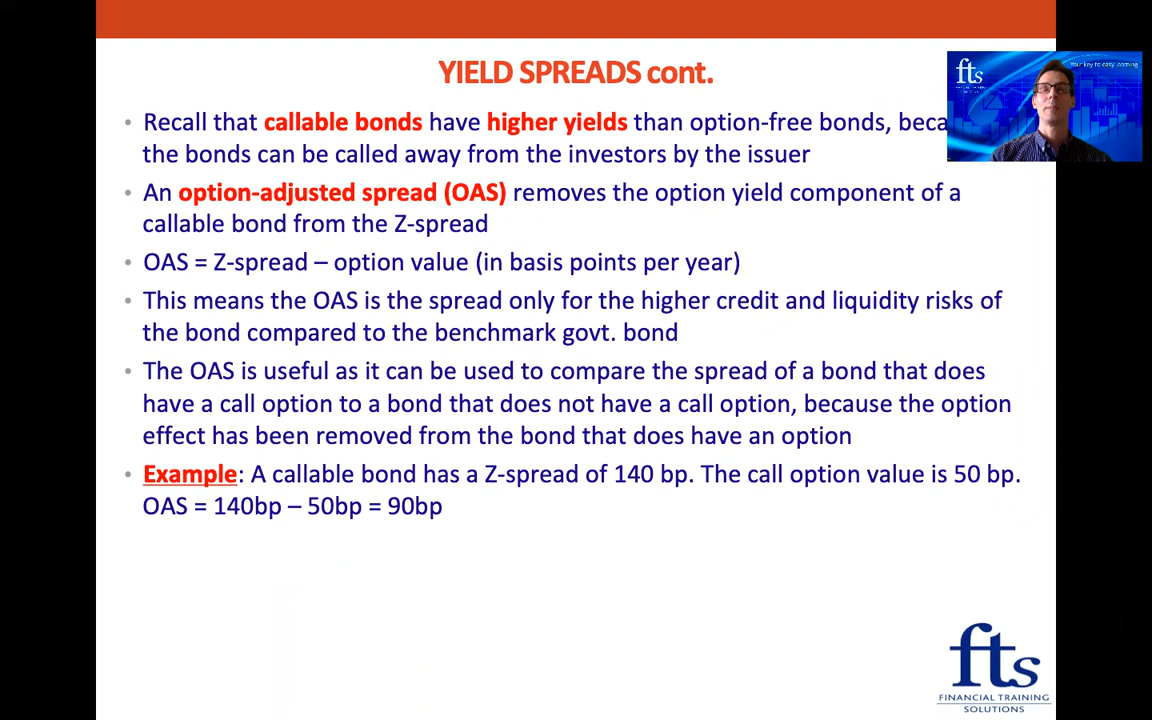 YIELD SPREADS cont.
fts
Your key to easy learning
• Recall that callable bonds have higher yields than option-free bonds, beca
the bonds can be called away from the investors by the issuer
• An option-adjusted spread (OAS) removes the option yield component of a
callable bond from the Z-spread
• OAS = Z-spread – option value (in basis points per year)
• This means the OAS is the spread only for the higher credit and liquidity risks of
the bond compared to the benchmark govt. bond
• The OAS is useful as it can be used to compare the spread of a bond that does
have a call option to a bond that does not have a call option, because the option
effect has been removed from the bond that does have an option
• Example: A callable bond has a Z-spread of 140 bp. The call option value is 50 bp.
OAS = 140bp – 50bp = 90bp
fts
FINANCIAL TRAINING
SOLUTIONS